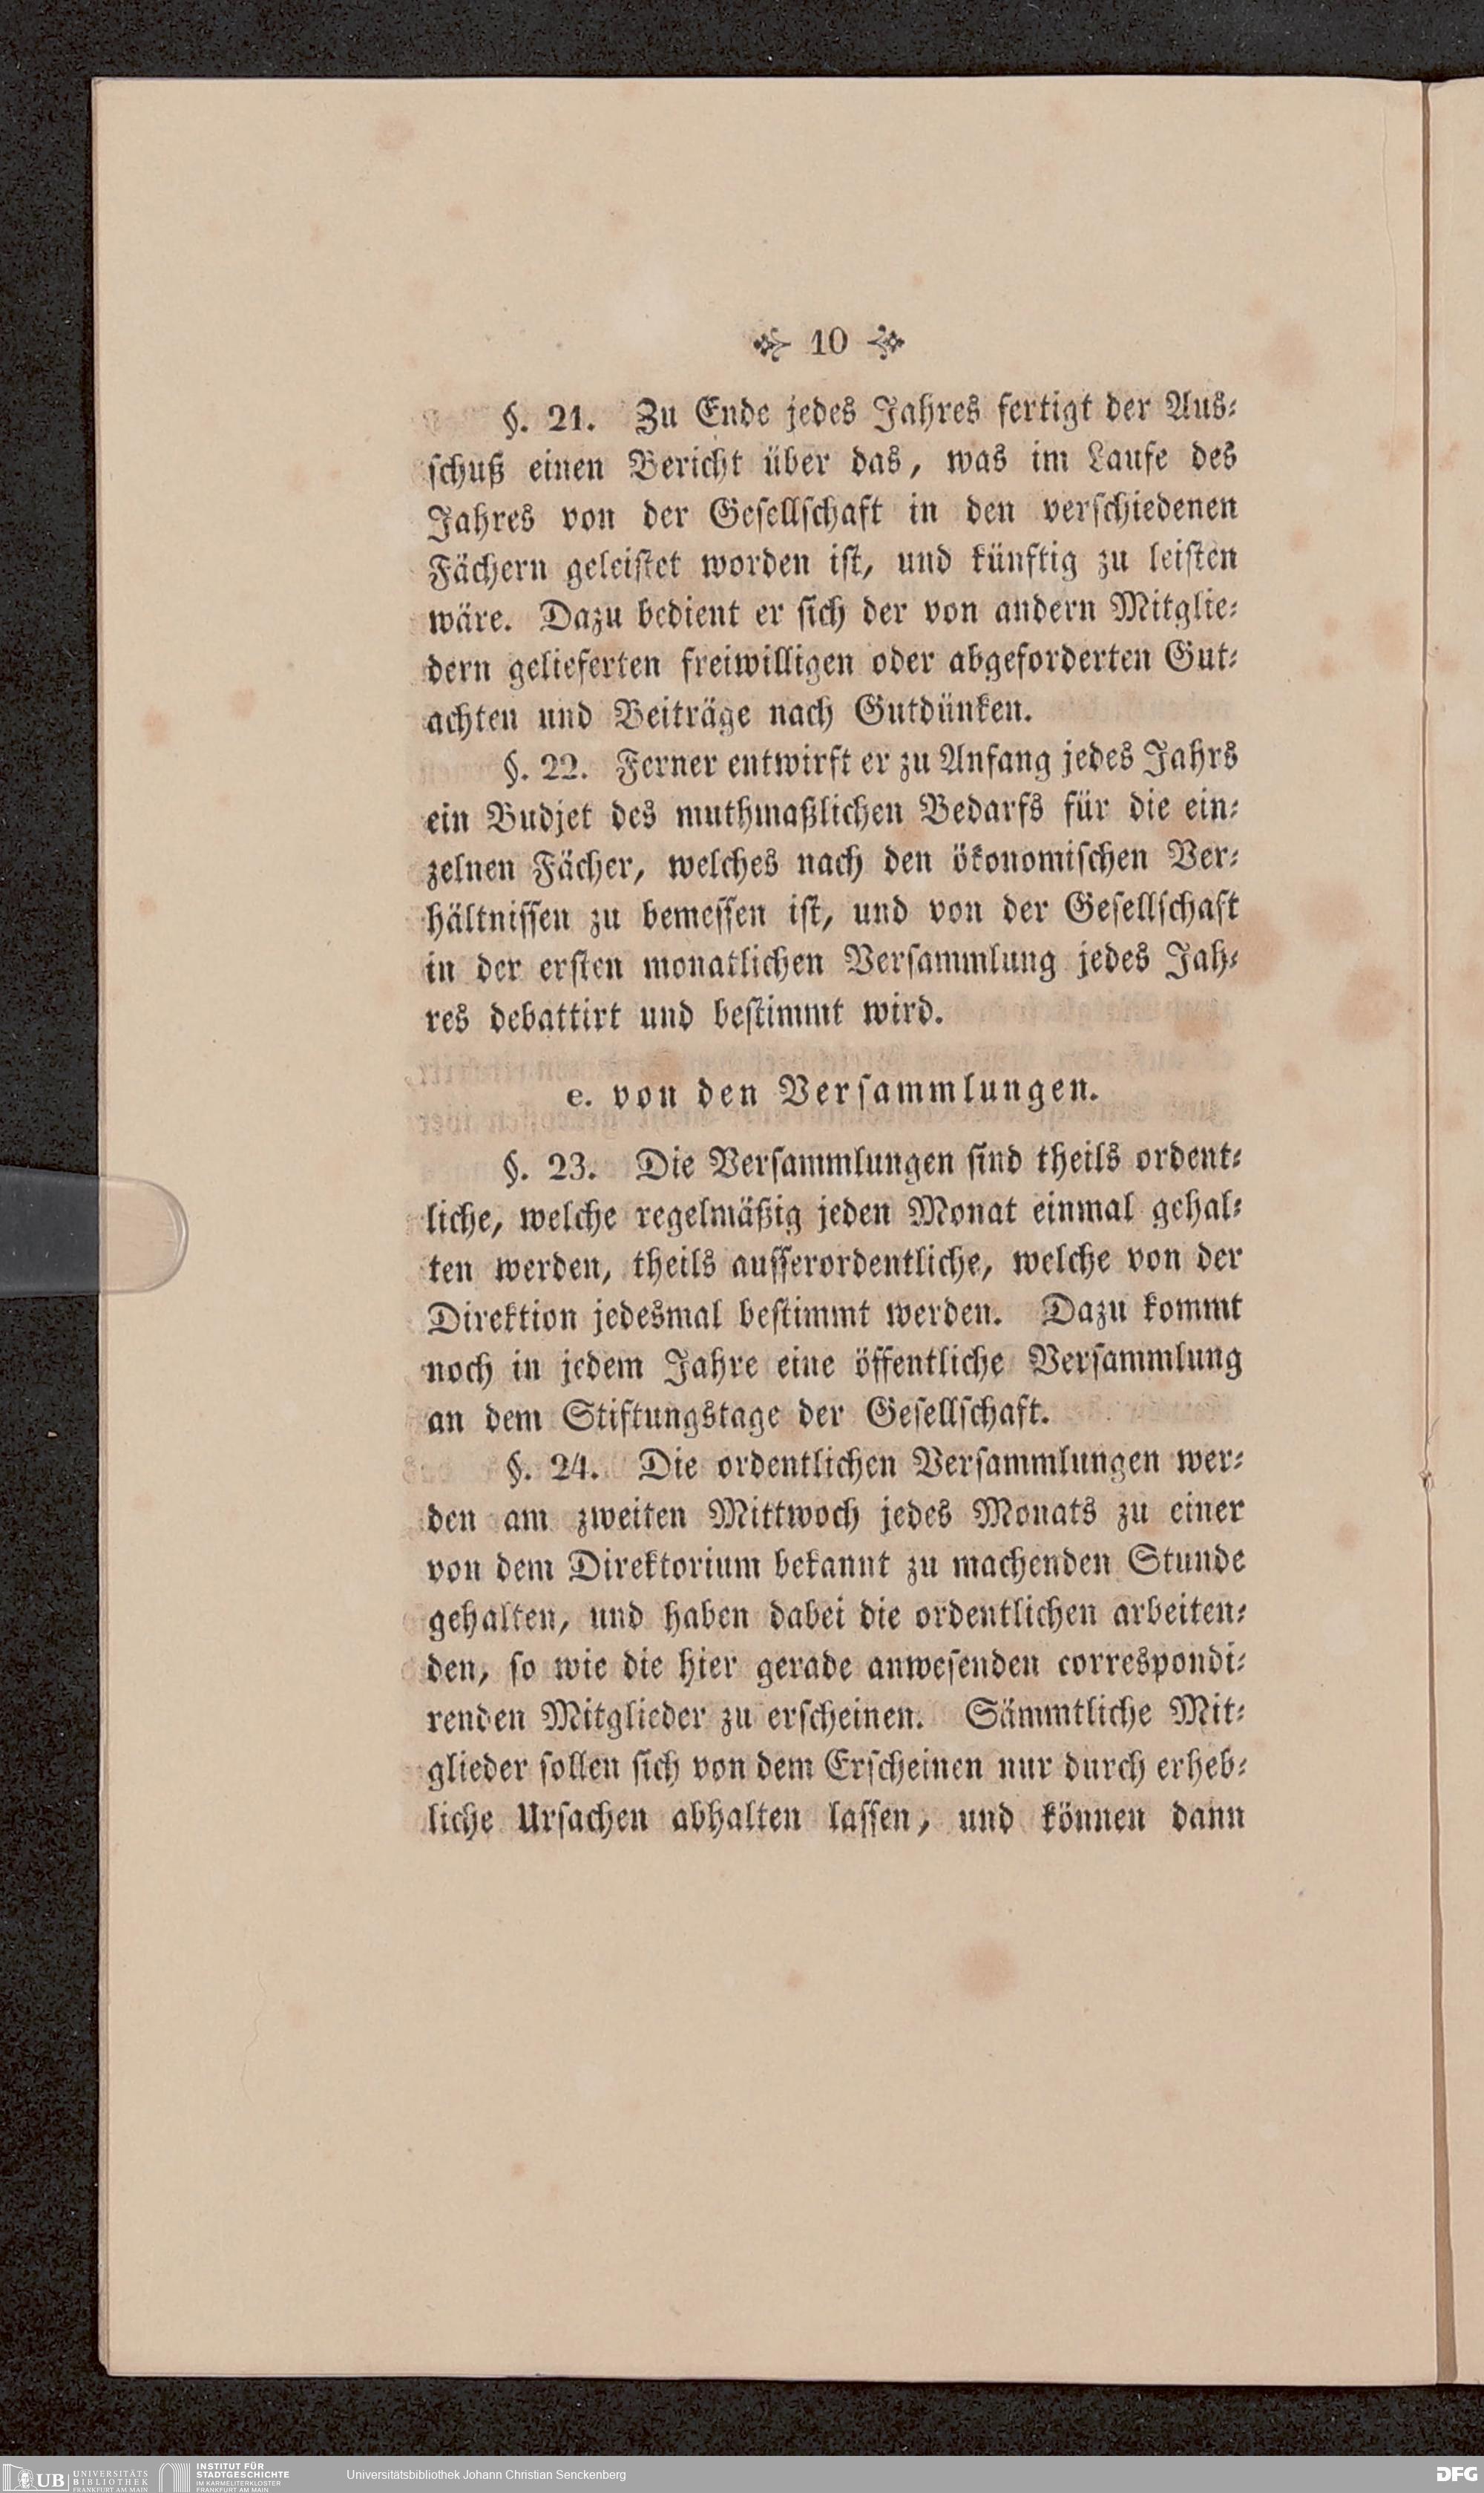 10
§. 21. Zu Ende jedes Jahres fertigt der Aus-
schuß einen Bericht über das, was im Laufe des
Jahres von der Gesellschaft in den verschiedenen
Fächern geleistet worden ist, und künftig zu leisten
wäre. Dazu bedient er sich der von andern Mitglie-
dern gelieferten freiwilligen oder abgeforderten Gut-
achten und Beiträge nach Gutdünken.
§. 22. Ferner entwirft er zu Anfang jedes Jahrs
ein Budjet des muthmaßlichen Bedarfs für die ein-
zelnen Fächer, welches nach den ökonomischen Ver-
hältnissen zu bemessen ist, und von der Gesellschaft
in der ersten monatlichen Versammlung jedes Jah-
res debattirt und bestimmt wird.
e. von den Versammlungen.
§. 23. Die Versammlungen sind theils ordent-
liche, welche regelmäßig jeden Monat einmal gehal-
ten werden, theils ausserordentliche, welche von der
Direktion jedesmal bestimmt werden. Dazu kommt
noch in jedem Jahre eine öffentliche Versammlung
an dem Stiftungstage der Gesellschaft.
§. 24. Die ordentlichen Versammlungen wer-
den am zweiten Mittwoch jedes Monats zu einer
von dem Direktorium bekannt zu machenden Stunde
gehalten, und haben dabei die ordentlichen arbeiten-
den, so wie die hier gerade anwesenden correspondi-
renden Mitglieder zu erscheinen. Sämmtliche Mit-
glieder sollen sich von dem Erscheinen nur durch erheb-
liche Ursachen abhalten lassen, und können dann
UB
UNIVERSITÄTS
BIBLIOTHEK
FRANKFURT AM MAIN
INSTITUT FÜR
STADTGESCHICHTE
IM KARMELITERKLOSTER
FRANKFURT AM MAIN
Universitätsbibliothek Johann Christian Senckenberg
DFG